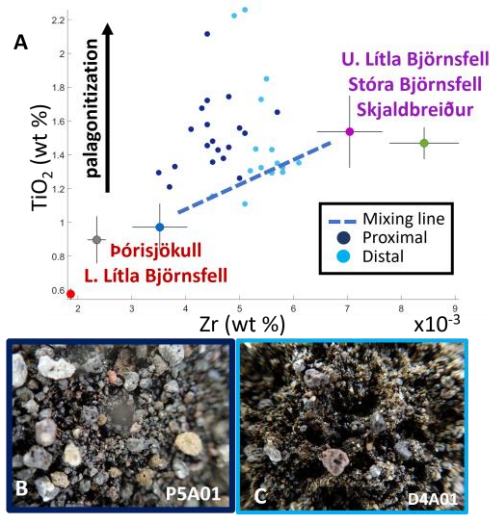 A
2.2
2
1.8
1.6
1.4
1.2
1
0.8
0.6
TiO2 (wt %)
palagonitization
U. Lítla Björnsfell
Stóra Björnsfell
Skjaldbreiður
Mixing line
Proximal
Distal
Þórisjökull
L. Lítla Björnsfell
2 3 4 5 6 7 8 9
Zr (wt %) x10-3
B P5A01
C D4A01